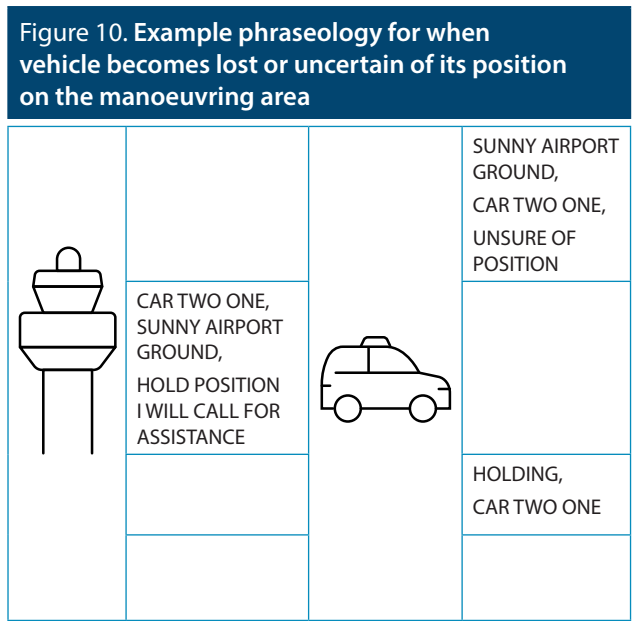 Figure 10. Example phraseology for when
vehicle becomes lost or uncertain of its position
on the manoeuvring area
SUNNY AIRPORT
GROUND,
CAR TWO ONE,
UNSURE OF
POSITION
CAR TWO ONE,
SUNNY AIRPORT
GROUND,
HOLD POSITION
I WILL CALL FOR
ASSISTANCE
HOLDING,
CAR TWO ONE